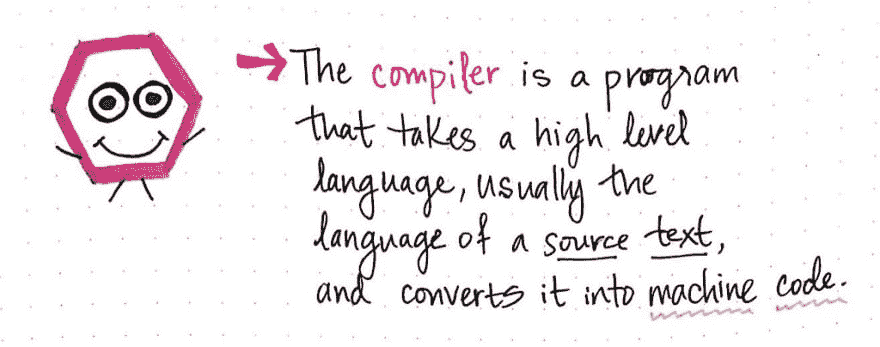 The compiler is a program
that takes a high level
language, usually the
language of a source text,
and converts it into machine code.